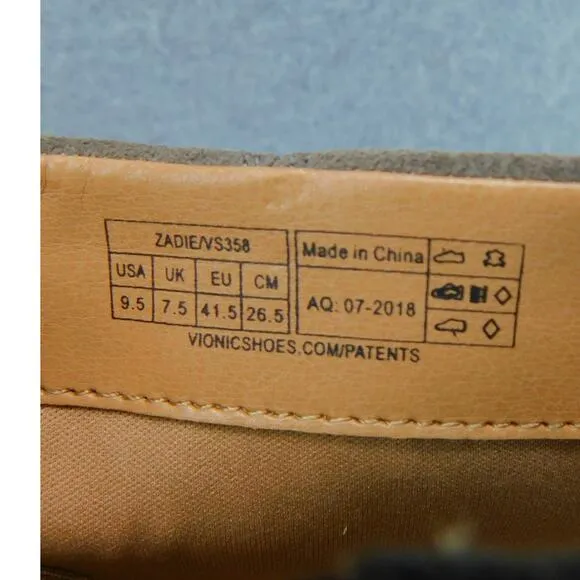 ZADIE/VS358
USA UK EU CM
9.5 7.5 41.5 26.5
Made in China
AQ: 07-2018
VIONICSHOES.COM/PATENTS